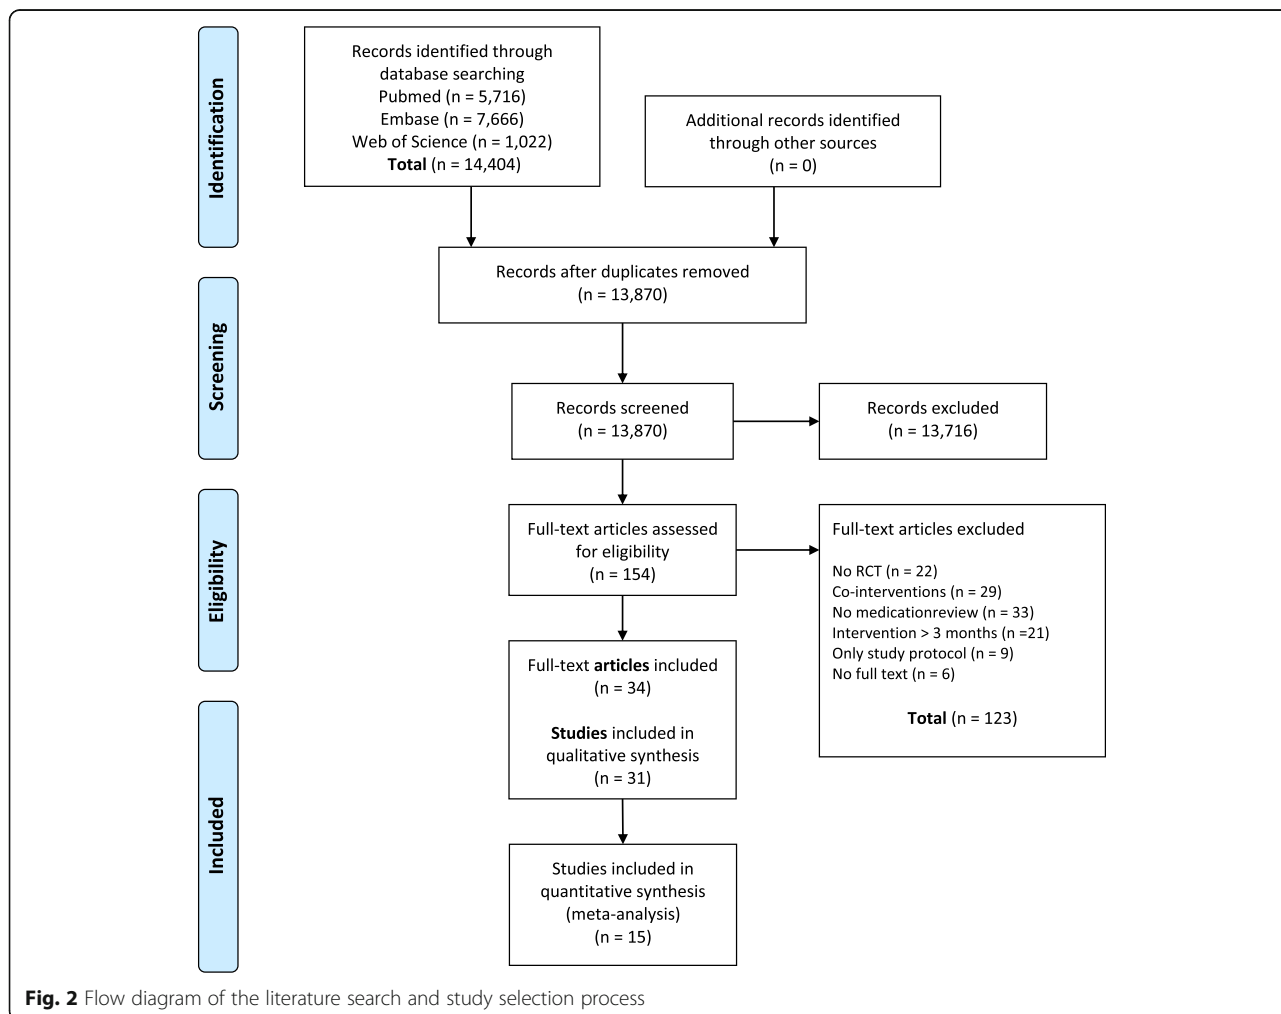 Identification
Records identified through
database searching
Pubmed (n = 5,716)
Embase (n = 7,666)
Web of Science (n = 1,022)
Total (n = 14,404)
Additional records identified
through other sources
(n = 0)
Records after duplicates removed
(n = 13,870)
Screening
Records screened
(n = 13,870)
Records excluded
(n = 13,716)
Eligibility
Full-text articles assessed
for eligibility
(n = 154)
Full-text articles excluded
No RCT (n = 22)
Co-interventions (n = 29)
No medicationreview (n = 33)
Intervention > 3 months (n =21)
Only study protocol (n = 9)
No full text (n = 6)
Total (n = 123)
Full-text articles included
(n = 34)
Studies included in
qualitative synthesis
(n = 31)
Included
Studies included in
quantitative synthesis
(meta-analysis)
(n = 15)
Fig. 2 Flow diagram of the literature search and study selection process